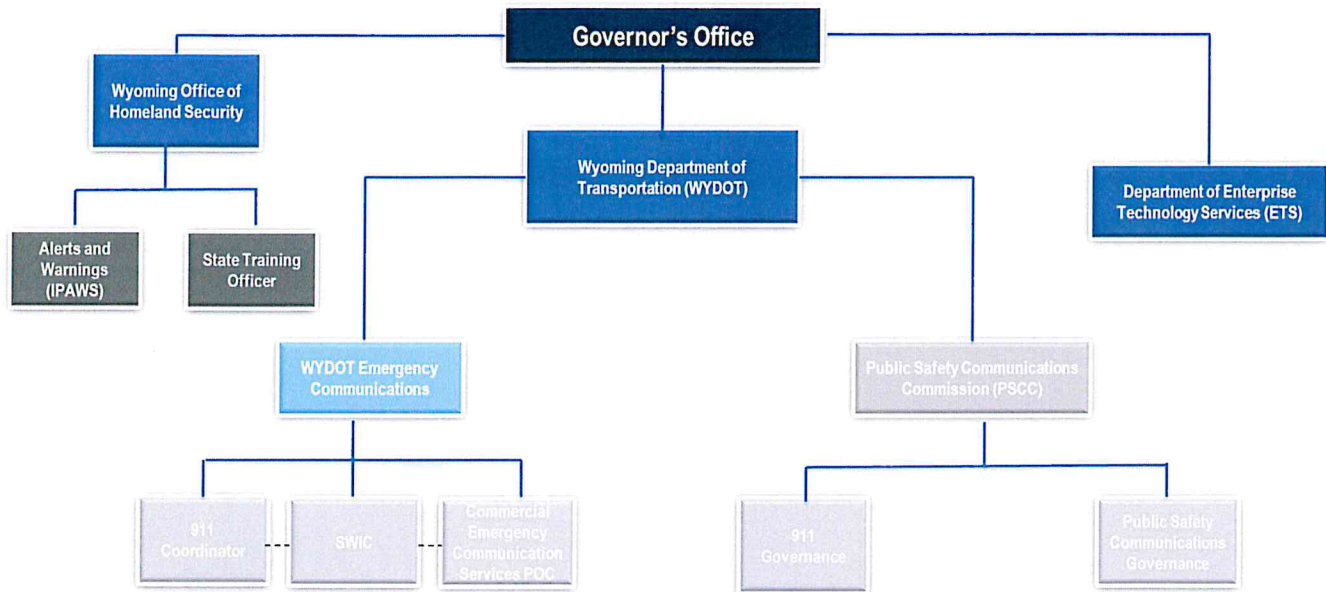 Governor's Office
Wyoming Office of
Homeland Security
Wyoming Department of
Transportation (WYDOT)
Department of Enterprise
Technology Services (ETS)
Alerts and
Warnings
(IPAWS)
State Training
Officer
WYDOT Emergency
Communications
Public Safety Communications
Commission (PSCC)
911
Coordinator
SWIC
Commercial
Emergency
Communication
Services POC
911
Governance
Public Safety
Communications
Governance